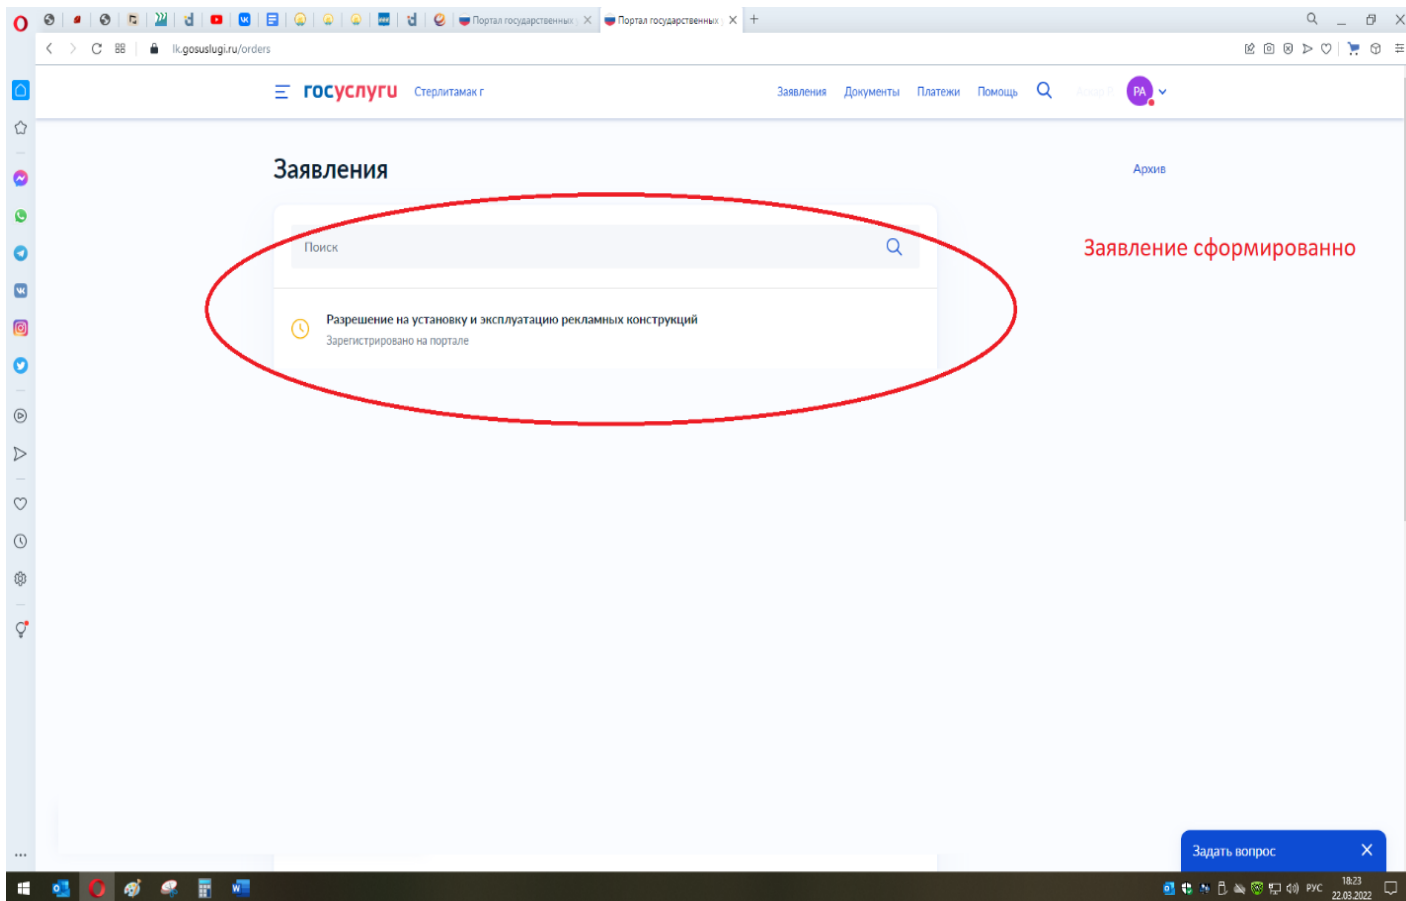 Портал государственных
Портал государственных
lk.gosuslugi.ru/orders
госуслуги
Стерлитамак г
Заявления
Документы
Платежи
Помощь
РА
Заявления
Архив
Поиск
Заявление сформированно
Разрешение на установку и эксплуатацию рекламных конструкций
Зарегистрировано на портале
Задать вопрос
РУС
18:23
22.03.2022